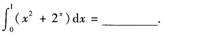 ∫₀¹(x² + 2ˣ)dx = ________.